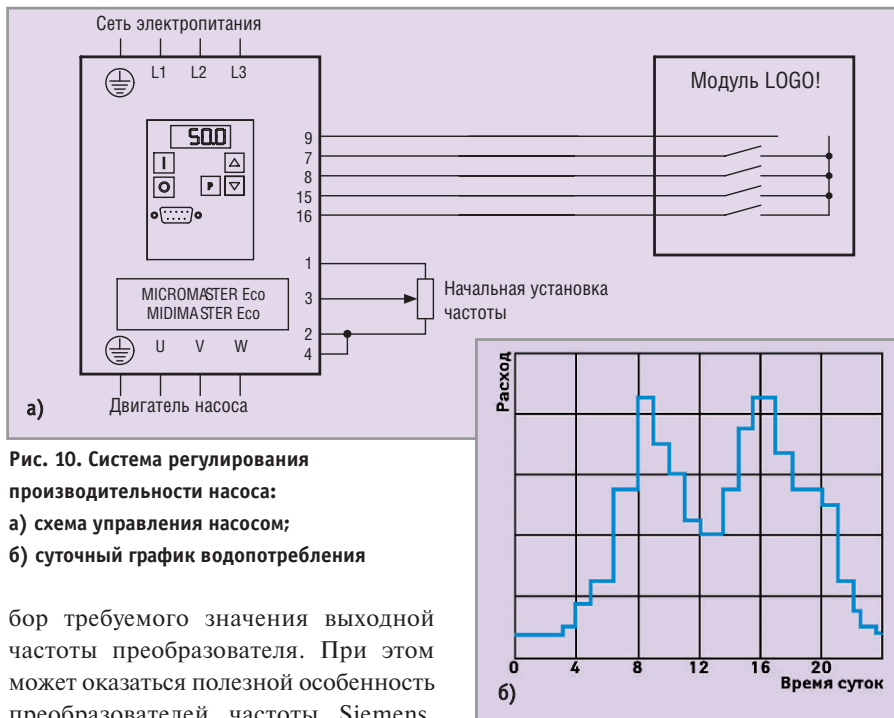 Сеть электропитания
L1 L2 L3
50.0
I
O
P
MICROMASTER Eco
MIDIMASTER Eco
U V W
Двигатель насоса
а)
9
7
8
15
16
1
3
2
4
Модуль LOGO!
Начальная установка
частоты
Рис. 10. Система регулирования
производительности насоса:
а) схема управления насосом;
б) суточный график водопотребления
Расход
0 4 8 12 16 20
Время суток
б)
бор требуемого значения выходной
частоты преобразователя. При этом
может оказаться полезной особенность
преобразователей частоты Siemens,